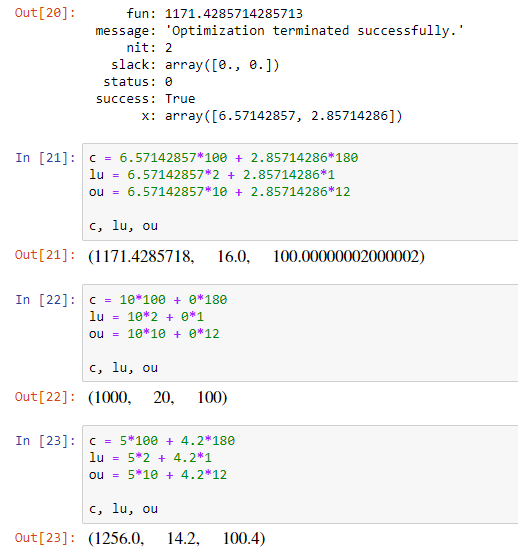 Out[20]:     fun: 1171.4285714285713
 message: 'Optimization terminated successfully.'
     nit: 2
   slack: array([0., 0.])
  status: 0
 success: True
       x: array([6.57142857, 2.85714286])
In [21]: c = 6.57142857*100 + 2.85714286*180
lu = 6.57142857*2 + 2.85714286*1
ou = 6.57142857*10 + 2.85714286*12
c, lu, ou
Out[21]: (1171.4285718, 16.0, 100.00000002000002)
In [22]: c = 10*100 + 0*180
lu = 10*2 + 0*1
ou = 10*10 + 0*12
c, lu, ou
Out[22]: (1000, 20, 100)
In [23]: c = 5*100 + 4.2*180
lu = 5*2 + 4.2*1
ou = 5*10 + 4.2*12
c, lu, ou
Out[23]: (1256.0, 14.2, 100.4)